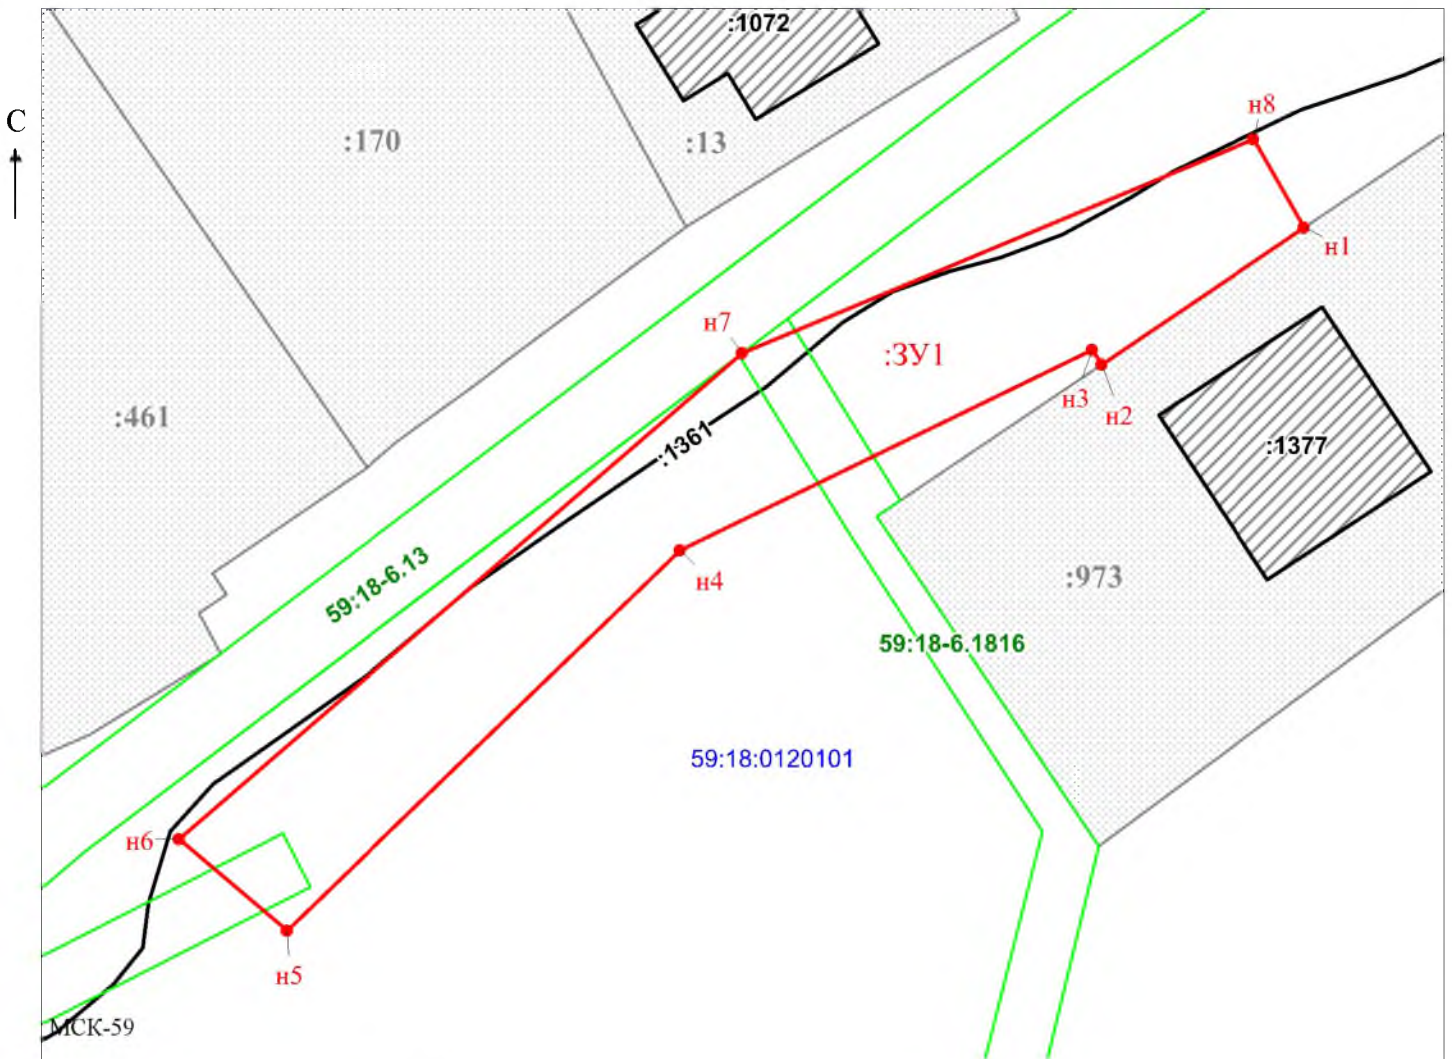 :1072
н8
С
:170
:13
н1
н7
:ЗУ1
н3
н2
:461
:1361
:1377
59:18-6.13
н4
:973
59:18-6.1816
59:18:0120101
н6
н5
МСК-59